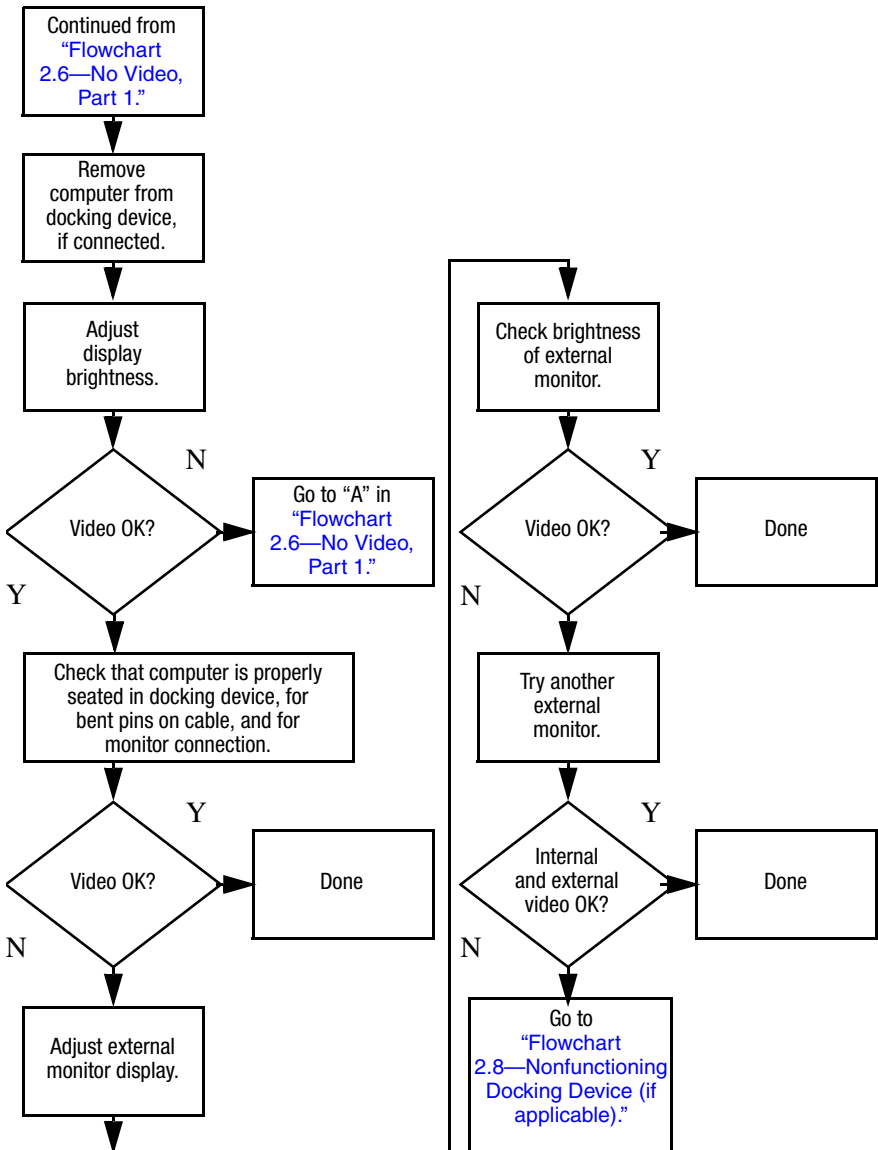 Continued from
“Flowchart
2.6—No Video,
Part 1.”
Remove
computer from
docking device,
if connected.
Adjust
display
brightness.
N
Video OK?
Go to “A” in
“Flowchart
2.6—No Video,
Part 1.”
Y
Check that computer is properly
seated in docking device, for
bent pins on cable, and for
monitor connection.
Y
Video OK?
Done
N
Adjust external
monitor display.
Check brightness
of external
monitor.
Y
Video OK?
Done
N
Try another
external
monitor.
Y
Internal
and external
video OK?
Done
N
Go to
“Flowchart
2.8—Nonfunctioning
Docking Device (if
applicable).”